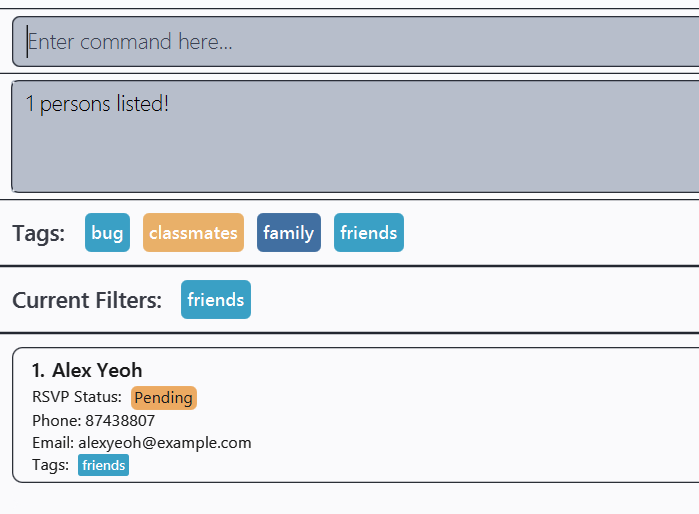 Enter command here...
1 persons listed!
Tags: bug classmates family friends
Current Filters: friends
1. Alex Yeoh
RSVP Status: Pending
Phone: 87438807
Email: alexyeoh@example.com
Tags: friends